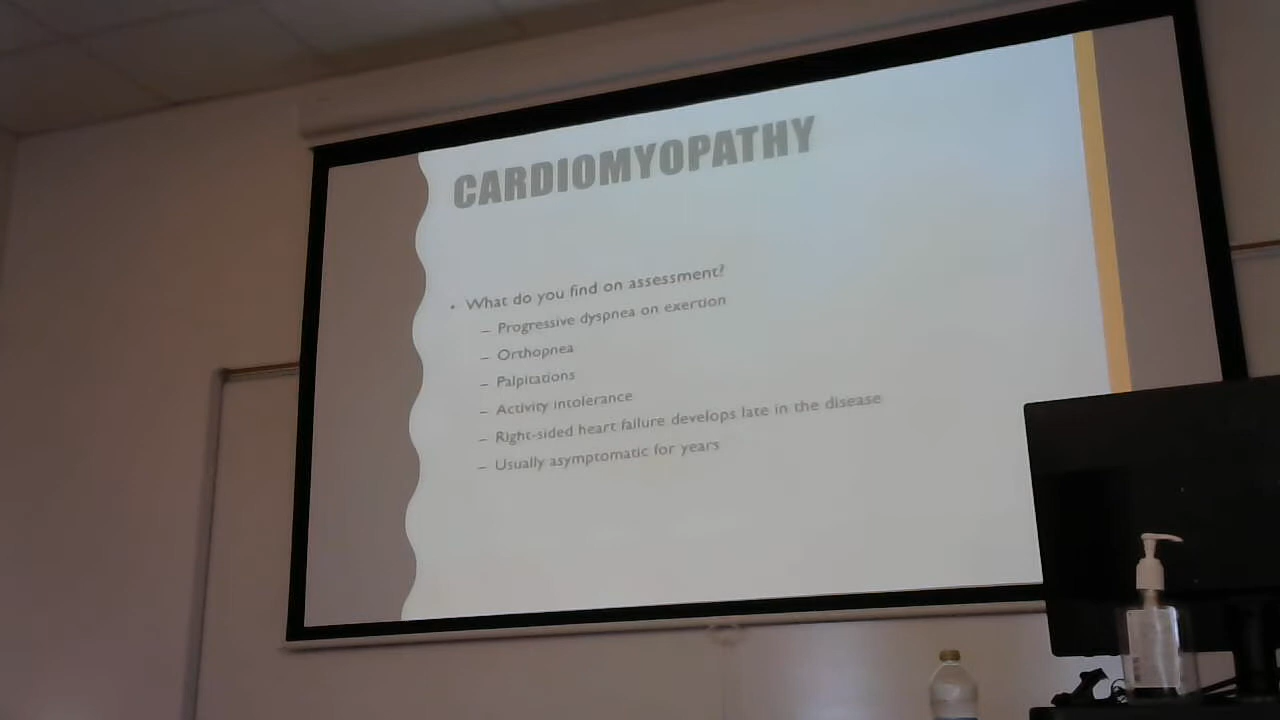 CARDIOMYOPATHY
• What do you find on assessment?
– Progressive dyspnea on exertion
– Orthopnea
– Palpitations
– Activity intolerance
– Right-sided heart failure develops late in the disease
– Usually asymptomatic for years